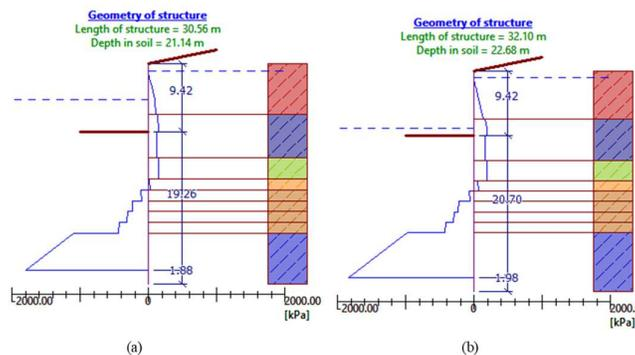 Geometry of structure
Length of structure = 30.56 m
Depth in soil = 21.14 m
9.42
19.26
1.88
-2000.00
0
2000.00
[kPa]
(a)
Geometry of structure
Length of structure = 32.10 m
Depth in soil = 22.68 m
9.42
20.70
1.98
-2000.00
0
2000.
[kPa]
(b)